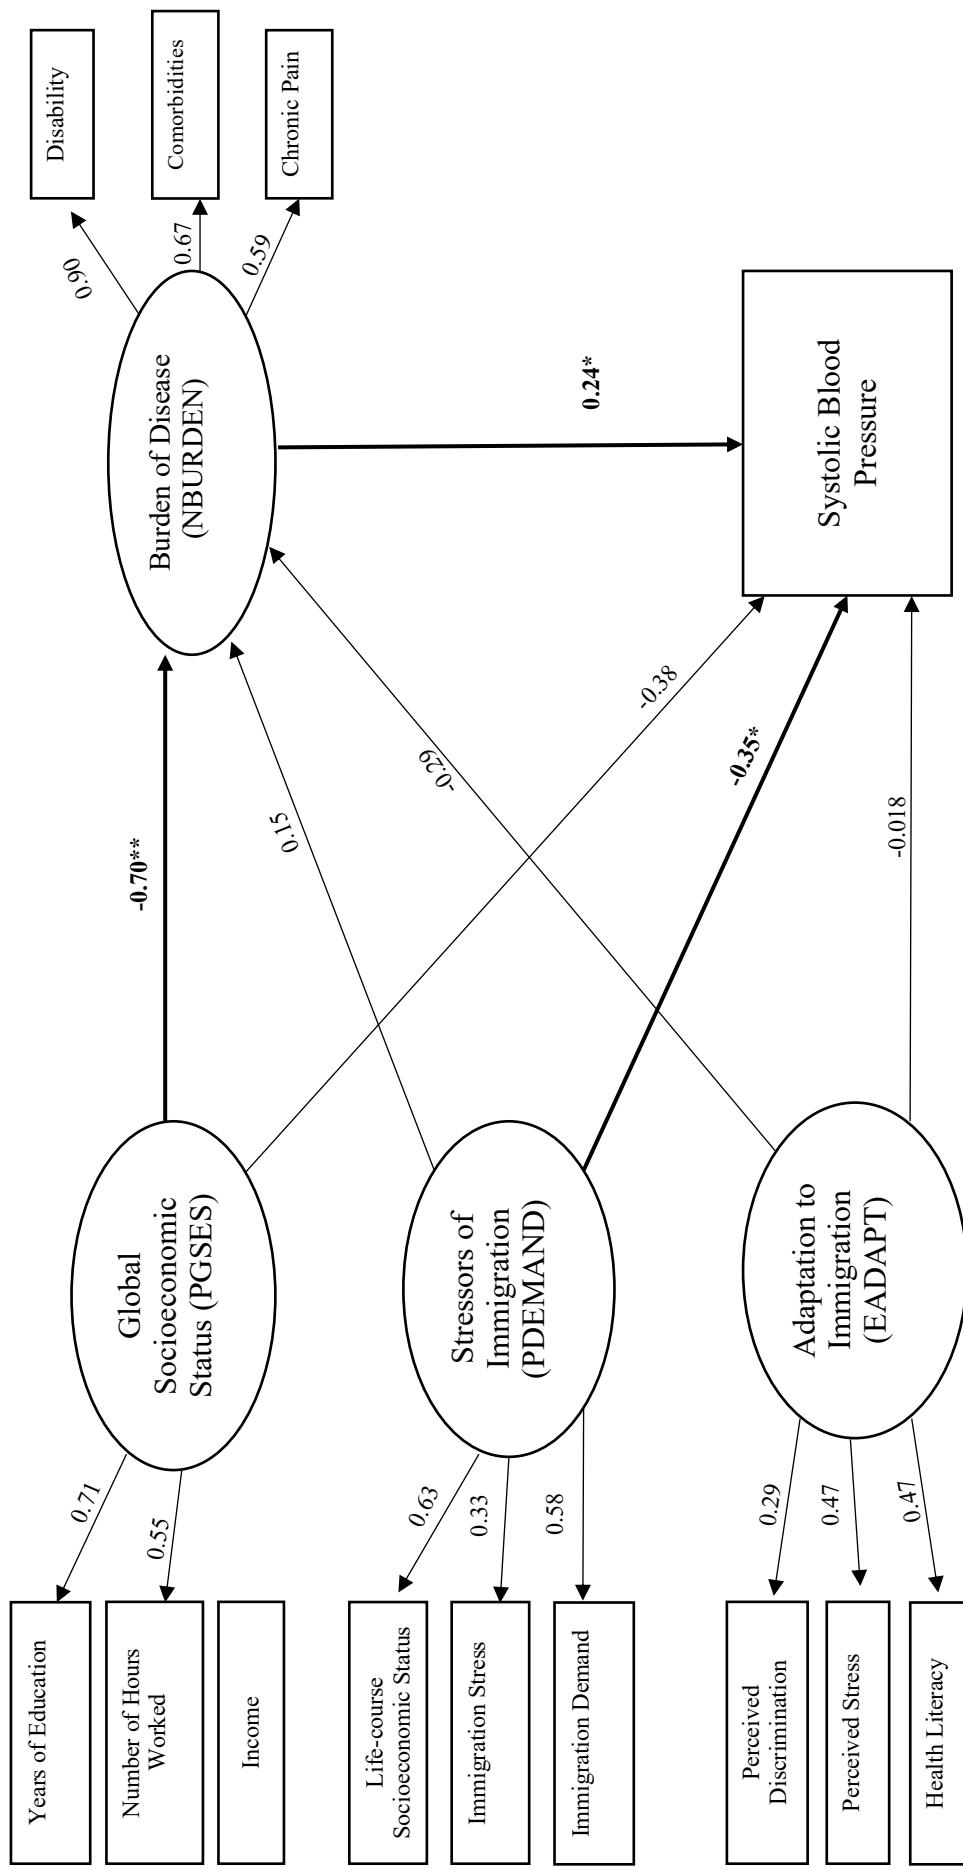 Years of Education
Number of Hours
Worked
Income
Life-course
Socioeconomic Status
Immigration Stress
Immigration Demand
Perceived
Discrimination
Perceived Stress
Health Literacy
0.71
0.55
0.63
0.33
0.58
0.29
0.47
0.47
Global
Socioeconomic
Status (PGSES)
Stressors of
Immigration
(PDEMAND)
Adaptation to
Immigration
(EADAPT)
-0.70**
0.15
-0.29
-0.38
-0.35*
-0.018
Burden of Disease
(NBURDEN)
0.24*
Systolic Blood
Pressure
0.90
0.67
0.59
Disability
Comorbidities
Chronic Pain